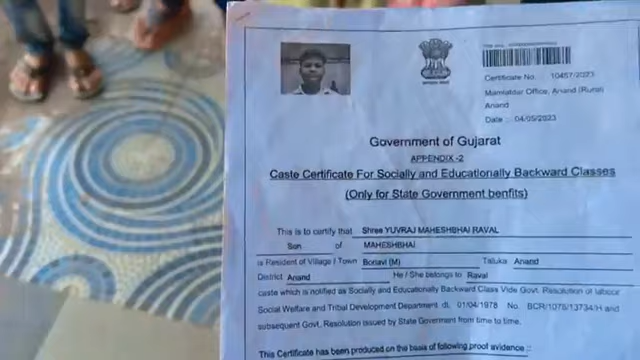 Certificate No. 10457/2023
Mamlatdar Office, Anand (Rural)
Anand
Date : 04/05/2023
Government of Gujarat
APPENDIX -2
Caste Certificate For Socially and Educationally Backward Classes
(Only for State Government benfits)
This is to certify that Shree YUVRAJ MAHESHBHAI RAVAL
Son of MAHESHBHAI
is Resident of Village / Town Boriavi (M) Taluka Anand
District Anand He / She belongs to Raval
caste which is notified as Socially and Educationally Backward Class Vide Govt. Resolution of labour
Social Welfare and Tribal Development Department dt. 01/04/1978 No. BCR/1078/13734/H and
subsequent Govt. Resolution issued by State Goverment from time to time.
This Certificate has been produced on the basis of following proof evidence :